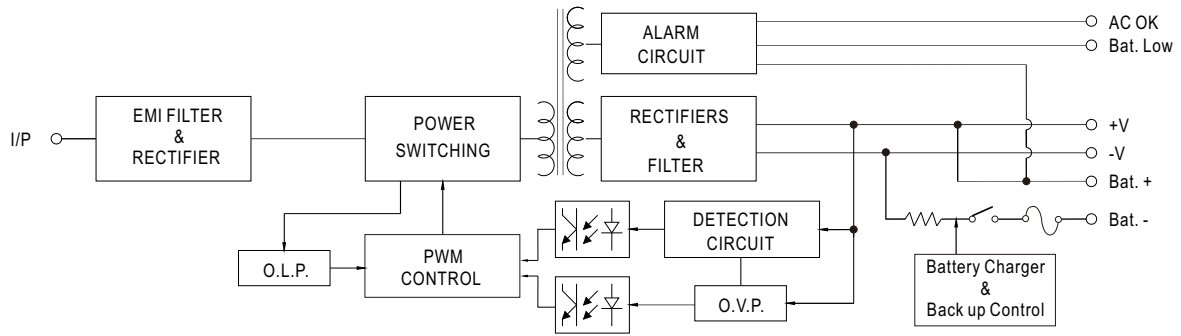 I/P
EMI FILTER
&
RECTIFIER
POWER
SWITCHING
ALARM
CIRCUIT
RECTIFIERS
&
FILTER
AC OK
Bat. Low
+V
-V
Bat. +
Bat. -
O.L.P.
PWM
CONTROL
DETECTION
CIRCUIT
O.V.P.
Battery Charger
&
Back up Control